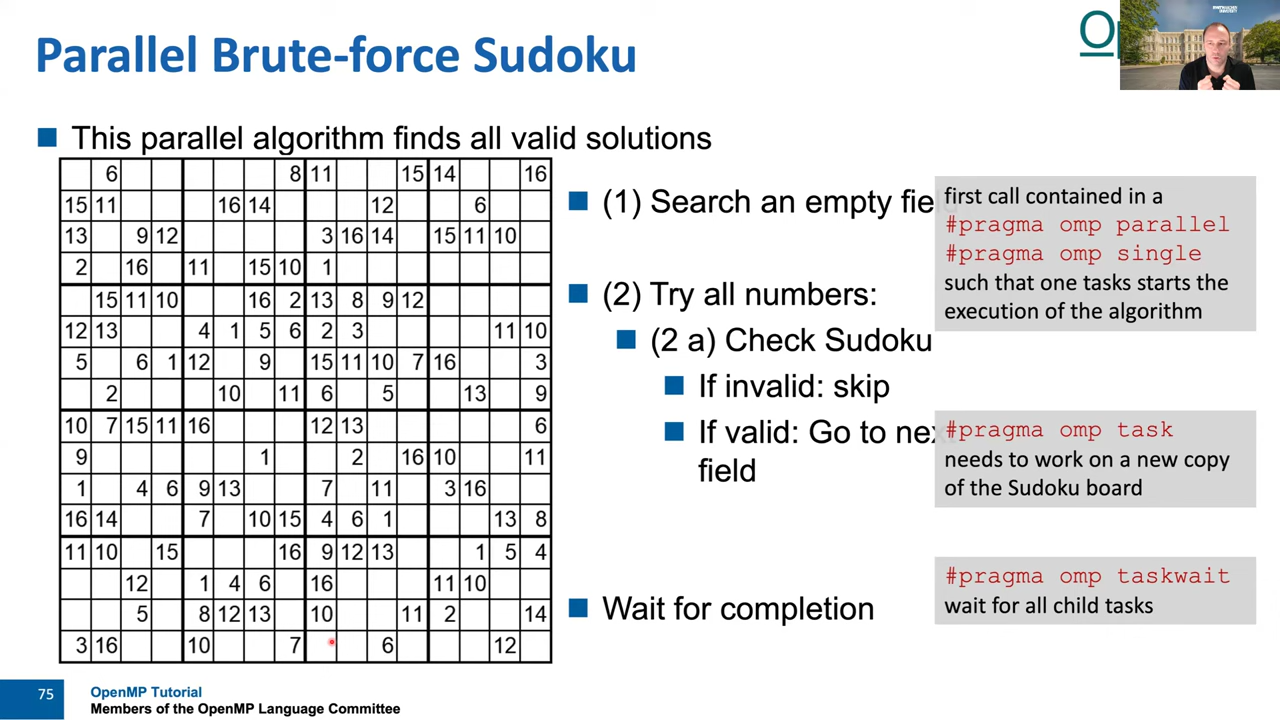 Parallel Brute-force Sudoku
Op
This parallel algorithm finds all valid solutions
6 8 11 15 14 16
15 11 16 14 12 6
13 9 12 3 16 14 15 11 10
2 16 11 15 10 1
15 11 10 16 2 13 8 9 12
12 13 4 1 5 6 2 3 11 10
5 6 1 12 9 15 11 10 7 16 3
2 10 11 6 5 13 9
10 7 15 11 16 12 13 6
9 1 2 16 10 11
1 4 6 9 13 7 11 3 16
16 14 7 10 15 4 6 1 13 8
11 10 15 16 9 12 13 1 5 4
12 1 4 6 16 11 10
5 8 12 13 10 11 2 14
3 16 10 7 6 12
(1) Search an empty fie
first call contained in a
#pragma omp parallel
#pragma omp single
such that one tasks starts the
execution of the algorithm
(2) Try all numbers:
(2 a) Check Sudoku
If invalid: skip
If valid: Go to nex
field
#pragma omp task
needs to work on a new copy
of the Sudoku board
Wait for completion
#pragma omp taskwait
wait for all child tasks
75
OpenMP Tutorial
Members of the OpenMP Language Committee